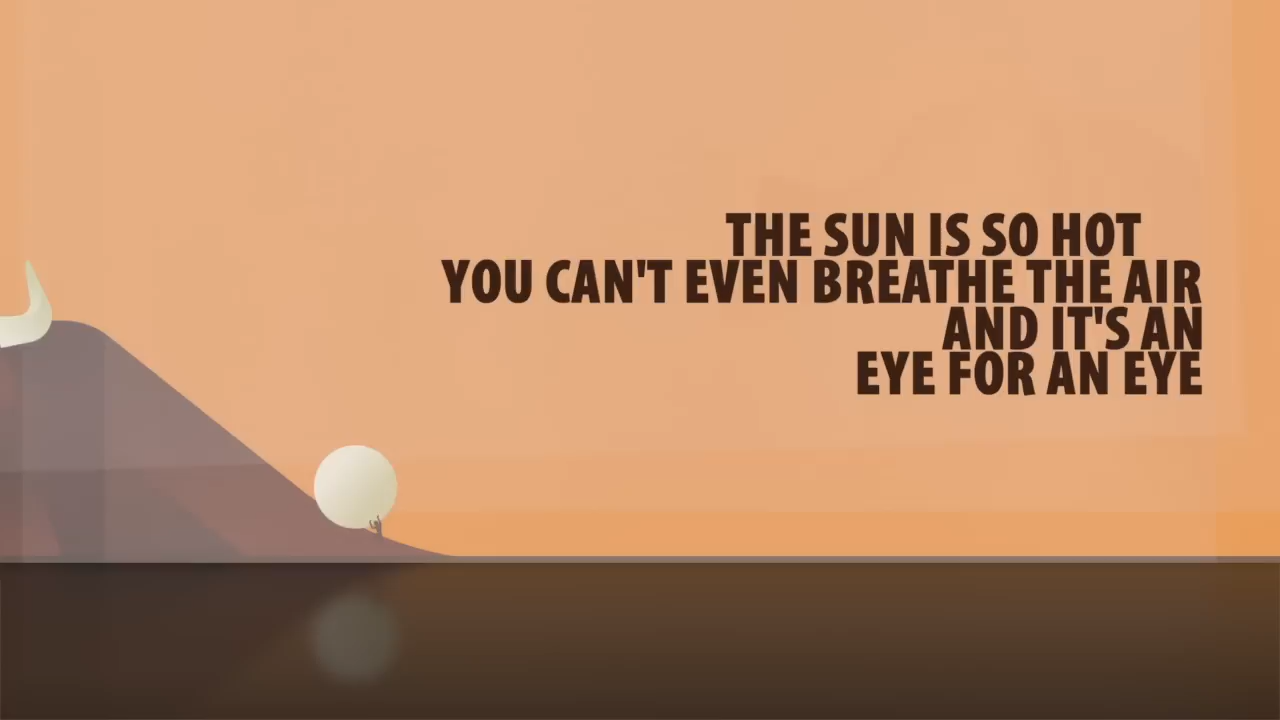 THE SUN IS SO HOT
YOU CAN'T EVEN BREATHE THE AIR
AND IT'S AN
EYE FOR AN EYE